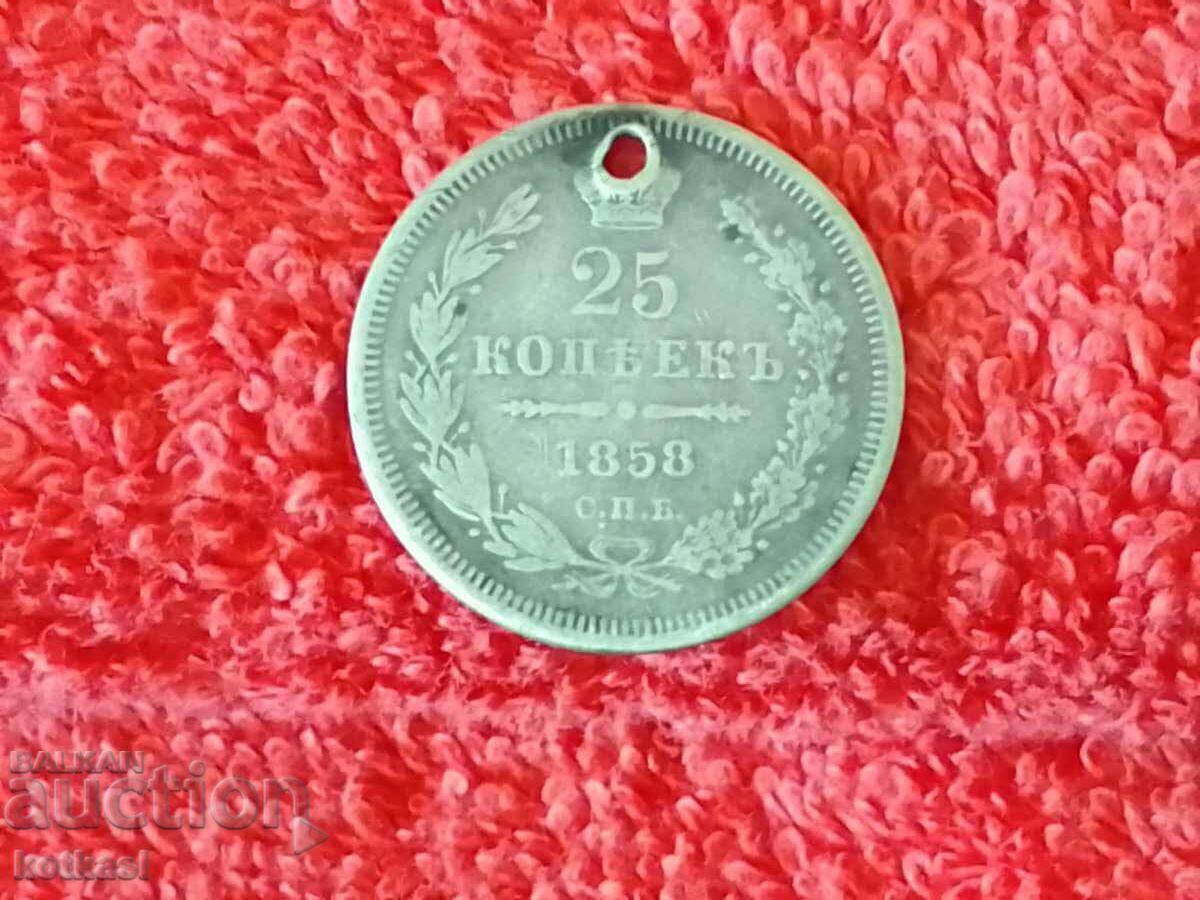 25
КОПѢЕКЪ
1858
С.П.Б.
BALKAN
auction
kotkasl